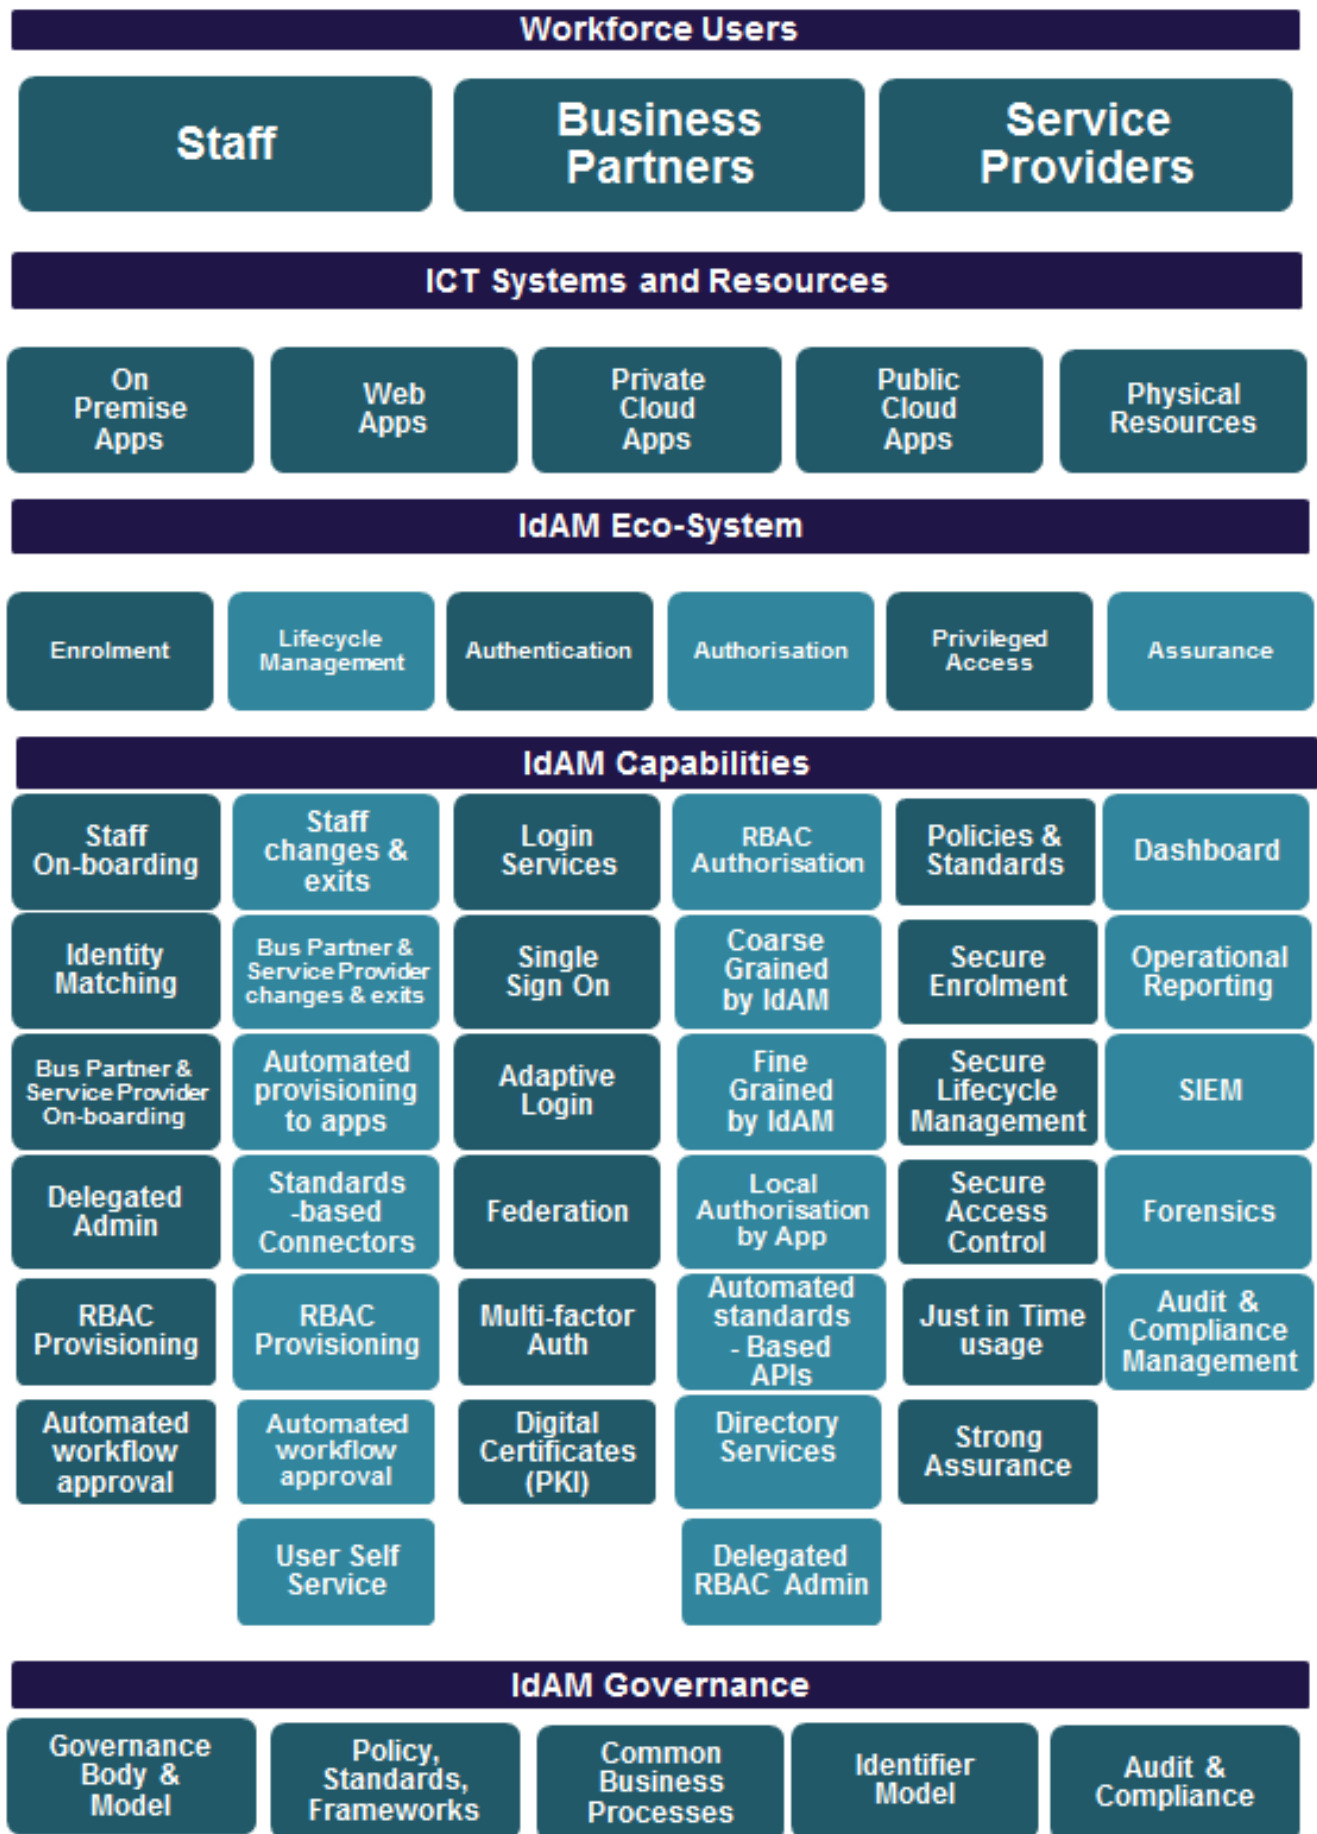 Workforce Users
Staff
Business
Partners
Service
Providers
ICT Systems and Resources
On
Premise
Apps
Web
Apps
Private
Cloud
Apps
Public
Cloud
Apps
Physical
Resources
IdAM Eco-System
Enrolment
Lifecycle
Management
Authentication
Authorisation
Privileged
Access
Assurance
IdAM Capabilities
Staff
On-boarding
Staff
changes &
exits
Login
Services
RBAC
Authorisation
Policies &
Standards
Dashboard
Identity
Matching
Bus Partner &
Service Provider
changes & exits
Single
Sign On
Coarse
Grained
by IdAM
Secure
Enrolment
Operational
Reporting
Bus Partner &
Service Provider
On-boarding
Automated
provisioning
to apps
Adaptive
Login
Fine
Grained
by IdAM
Secure
Lifecycle
Management
SIEM
Delegated
Admin
Standards
-based
Connectors
Federation
Local
Authorisation
by App
Secure
Access
Control
Forensics
RBAC
Provisioning
RBAC
Provisioning
Multi-factor
Auth
Automated
standards
- Based
APIs
Just in Time
usage
Audit &
Compliance
Management
Automated
workflow
approval
Automated
workflow
approval
Digital
Certificates
(PKI)
Directory
Services
Strong
Assurance
User Self
Service
Delegated
RBAC Admin
IdAM Governance
Governance
Body &
Model
Policy,
Standards,
Frameworks
Common
Business
Processes
Identifier
Model
Audit &
Compliance